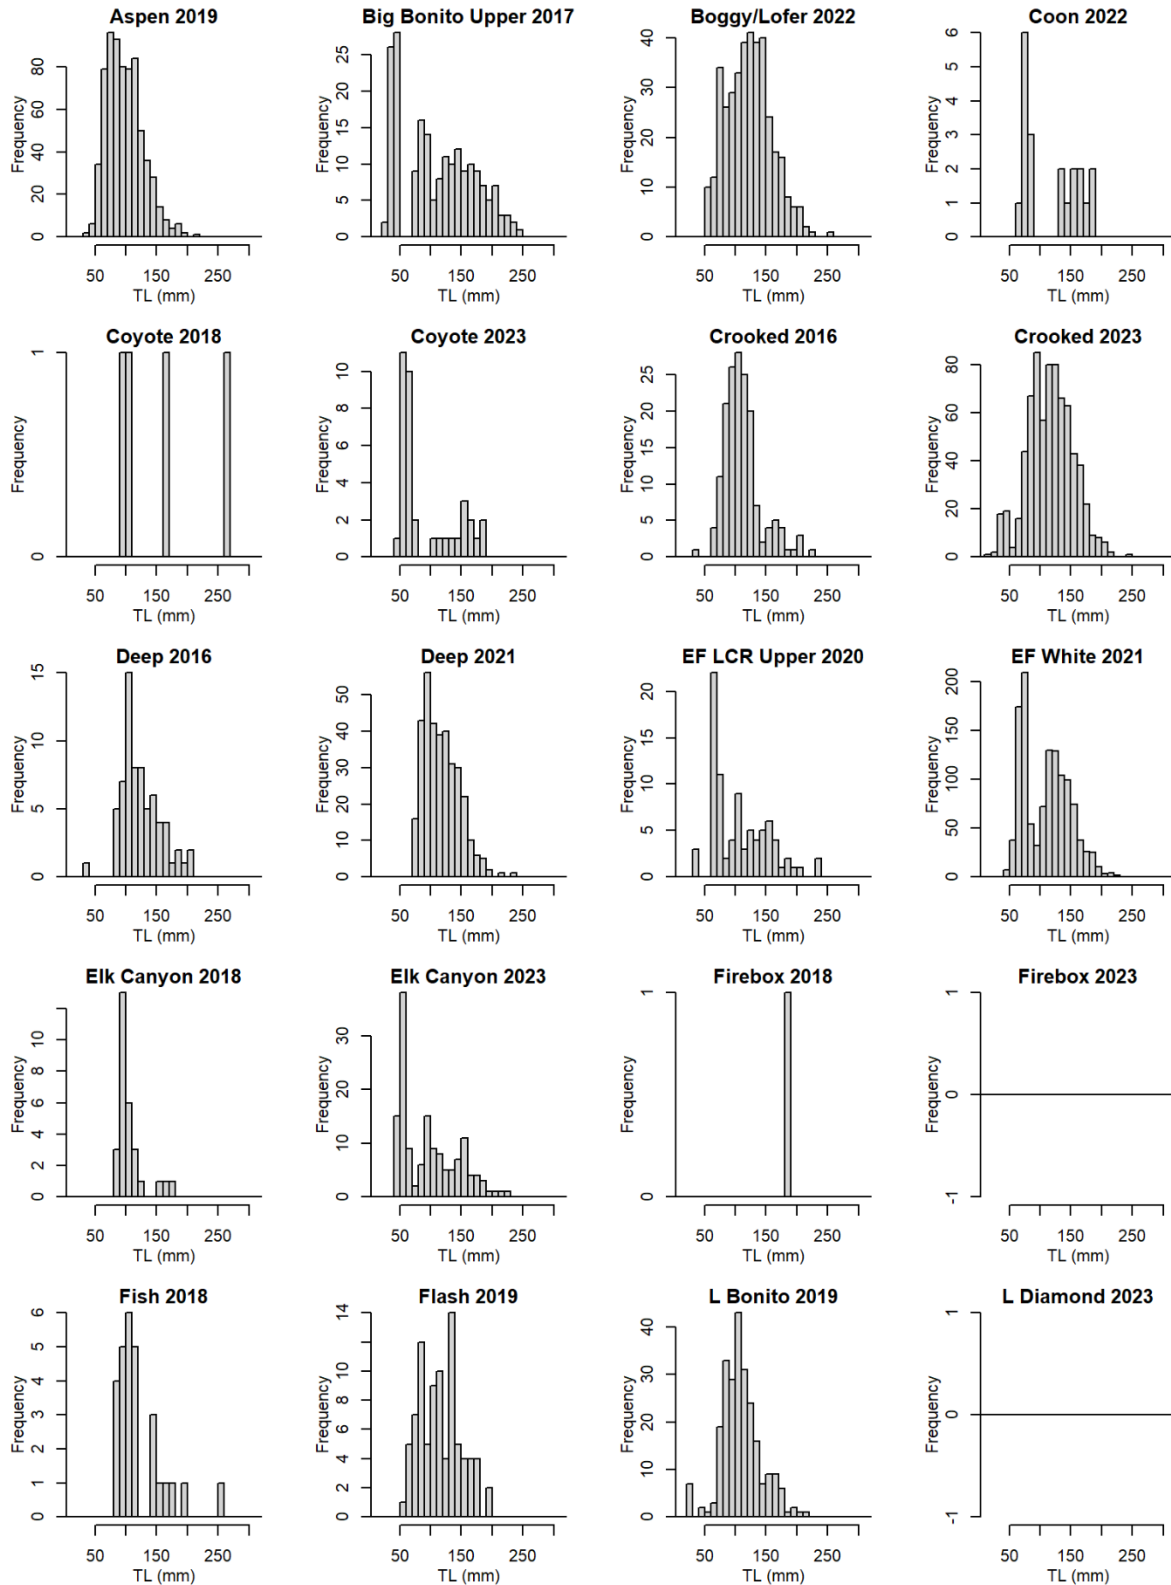 Aspen 2019
Frequency
0 20 40 60 80
50 150 250
TL (mm)
Big Bonito Upper 2017
Frequency
0 5 10 15 20 25
50 150 250
TL (mm)
Boggy/Lofer 2022
Frequency
0 10 20 30 40
50 150 250
TL (mm)
Coon 2022
Frequency
0 1 2 3 4 5 6
50 150 250
TL (mm)
Coyote 2018
Frequency
0 1
50 150 250
TL (mm)
Coyote 2023
Frequency
0 2 4 6 8 10
50 150 250
TL (mm)
Crooked 2016
Frequency
0 5 10 15 20 25
50 150 250
TL (mm)
Crooked 2023
Frequency
0 20 40 60 80
50 150 250
TL (mm)
Deep 2016
Frequency
0 5 10 15
50 150 250
TL (mm)
Deep 2021
Frequency
0 10 20 30 40 50
50 150 250
TL (mm)
EF LCR Upper 2020
Frequency
0 5 10 15 20
50 150 250
TL (mm)
EF White 2021
Frequency
0 50 100 150 200
50 150 250
TL (mm)
Elk Canyon 2018
Frequency
0 2 4 6 8 10
50 150 250
TL (mm)
Elk Canyon 2023
Frequency
0 10 20 30
50 150 250
TL (mm)
Firebox 2018
Frequency
0 1
50 150 250
TL (mm)
Firebox 2023
Frequency
-1 0 1
50 150 250
TL (mm)
Fish 2018
Frequency
0 1 2 3 4 5 6
50 150 250
TL (mm)
Flash 2019
Frequency
0 2 4 6 8 10 14
50 150 250
TL (mm)
L Bonito 2019
Frequency
0 10 20 30 40
50 150 250
TL (mm)
L Diamond 2023
Frequency
-1 0 1
50 150 250
TL (mm)